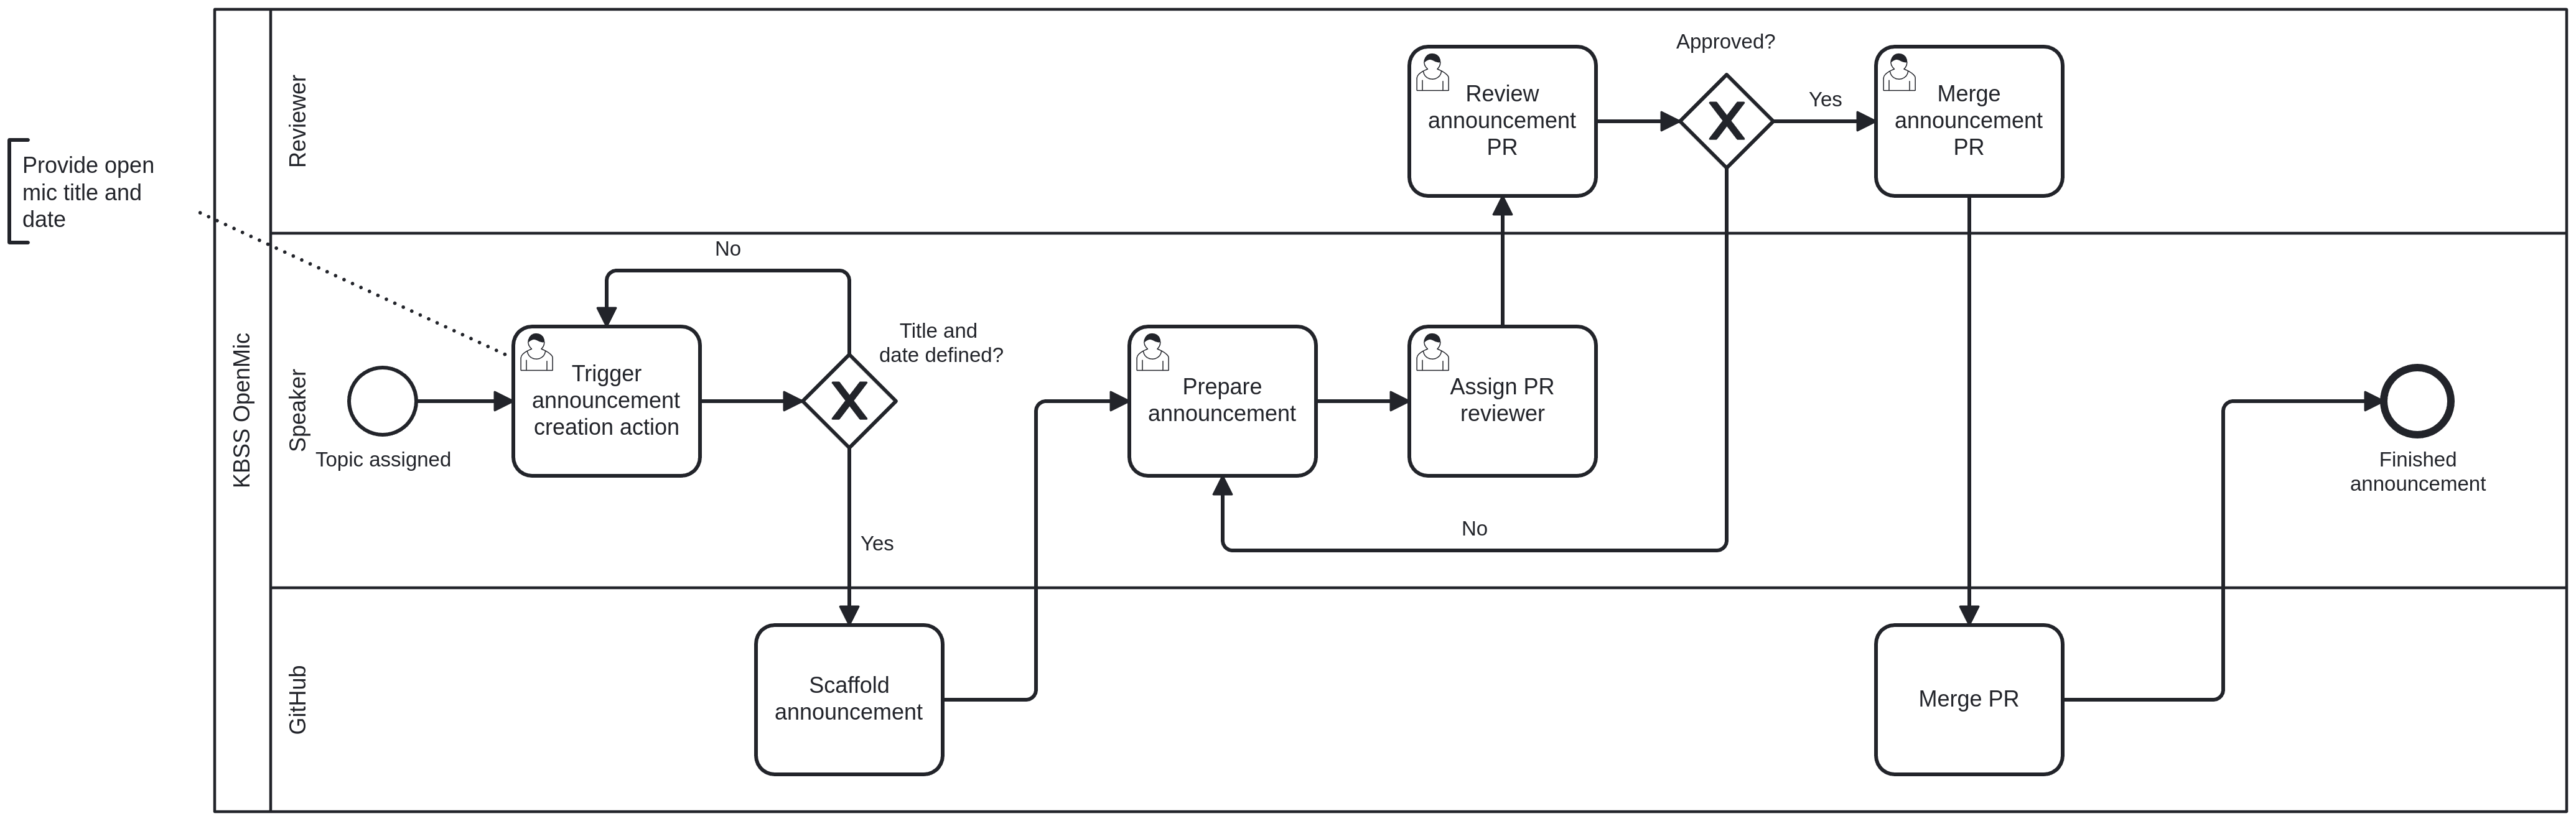 KBSS OpenMic
Reviewer
Speaker
GitHub
Provide open
mic title and
date
Topic assigned
Trigger
announcement
creation action
No
Title and
date defined?
Yes
Scaffold
announcement
Prepare
announcement
Assign PR
reviewer
Review
announcement
PR
Approved?
Yes
No
Merge
announcement
PR
Merge PR
Finished
announcement